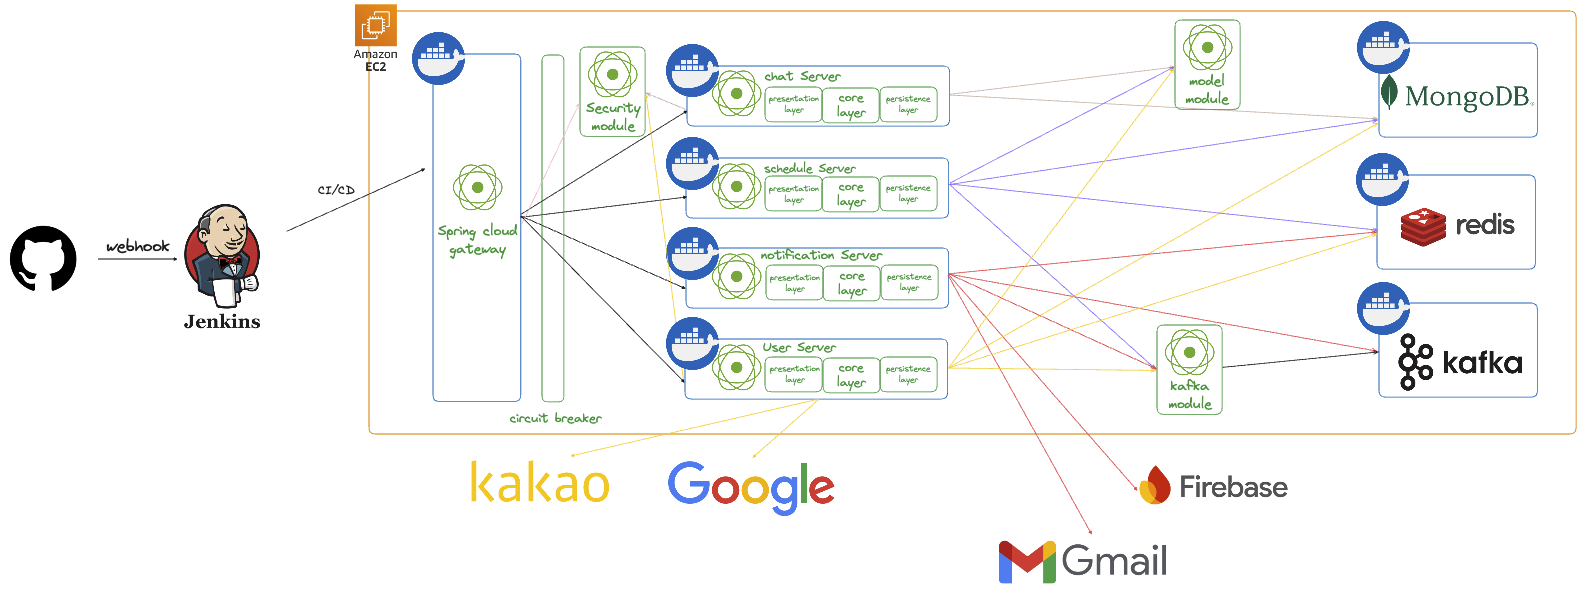 Amazon
EC2
webhook
Jenkins
CI/CD
Spring cloud
gateway
circuit breaker
Security
module
chat Server
presentation
layer
core
layer
persistence
layer
schedule Server
presentation
layer
core
layer
persistence
layer
notification Server
presentation
layer
core
layer
persistence
layer
User Server
presentation
layer
core
layer
persistence
layer
model
module
kafka
module
MongoDB
redis
kafka
kakao
Google
Firebase
Gmail